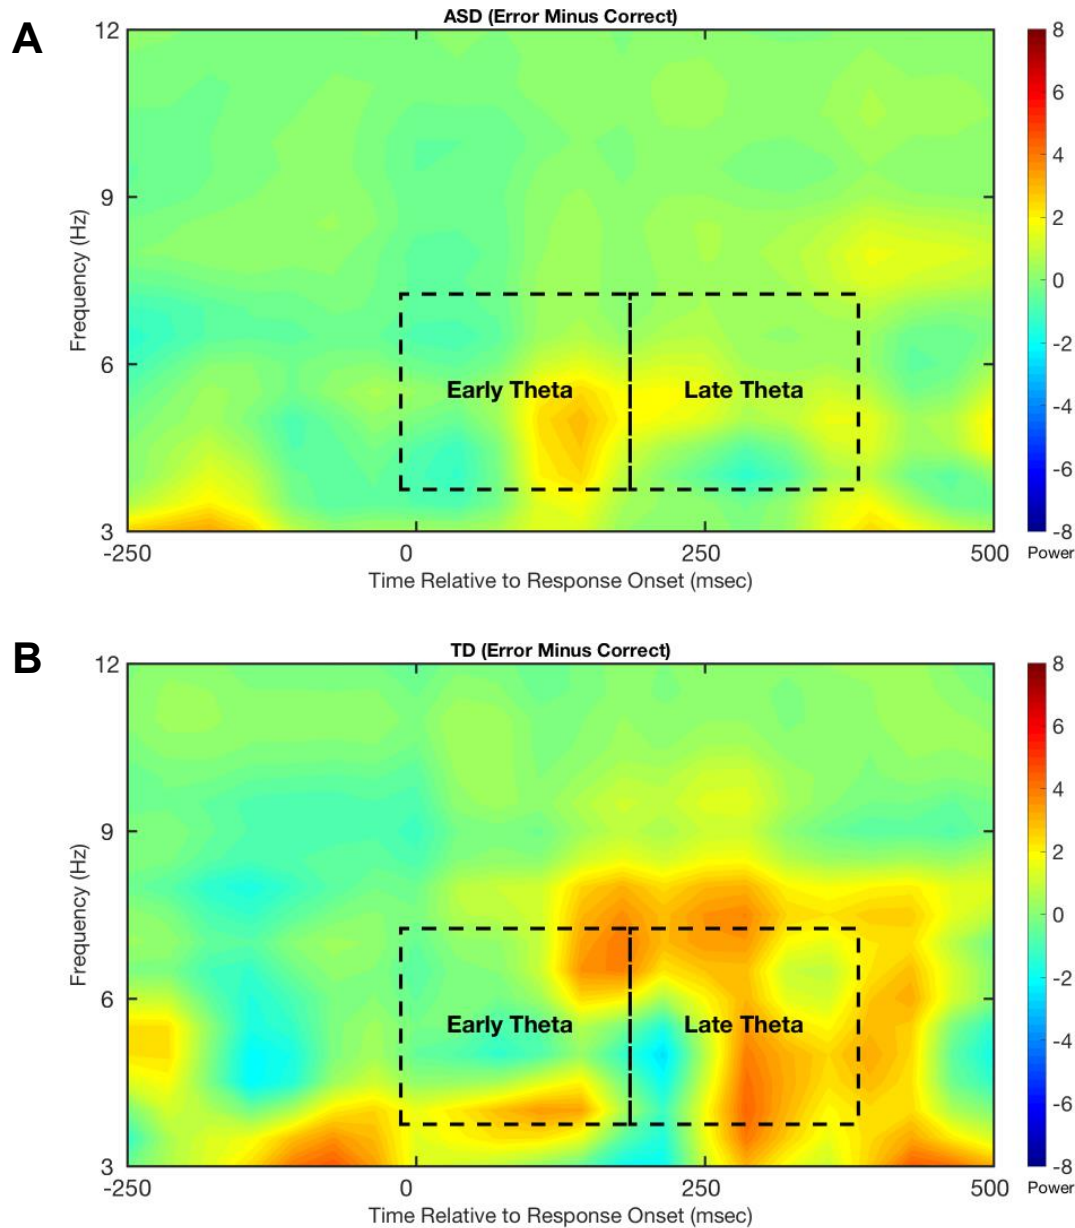 A
ASD (Error Minus Correct)
12
9
6
3
Frequency (Hz)
Early Theta
Late Theta
-250
0
250
500
Time Relative to Response Onset (msec)
8
6
4
2
0
-2
-4
-6
-8
Power
B
TD (Error Minus Correct)
12
9
6
3
Frequency (Hz)
Early Theta
Late Theta
-250
0
250
500
Time Relative to Response Onset (msec)
8
6
4
2
0
-2
-4
-6
-8
Power